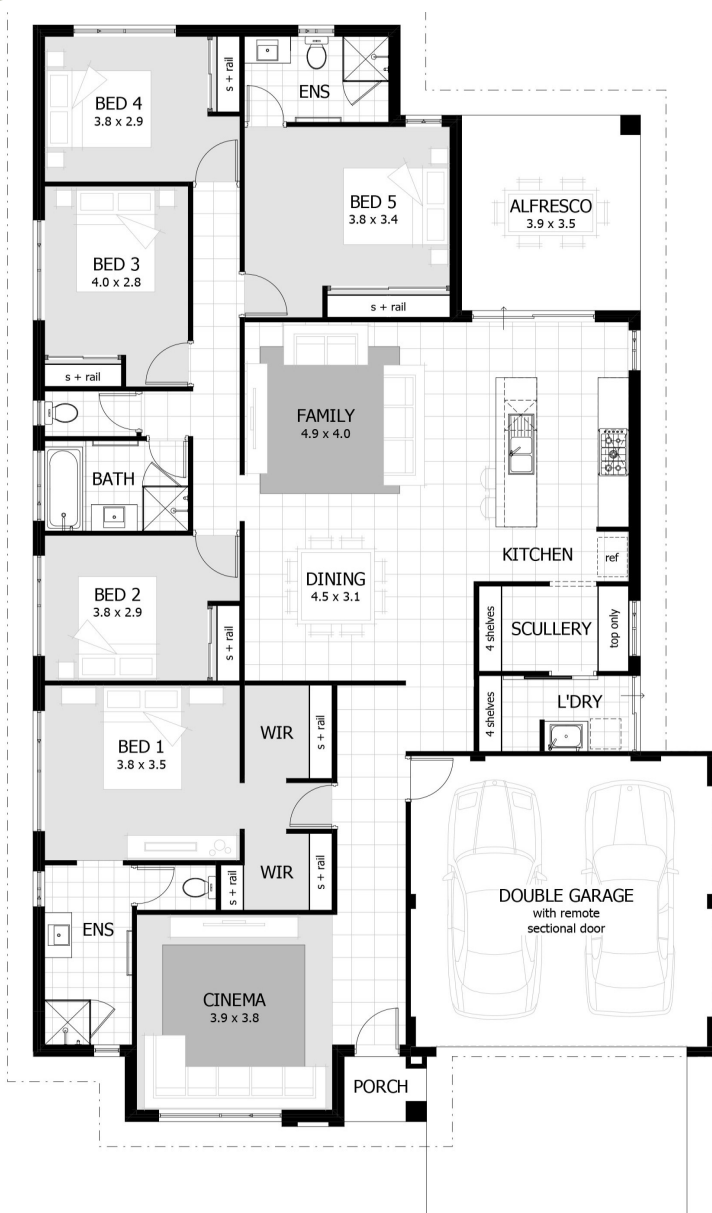 s + rail
ENS
BED 4
3.8 x 2.9
BED 5
3.8 x 3.4
ALFRESCO
3.9 x 3.5
BED 3
4.0 x 2.8
s + rail
s + rail
FAMILY
4.9 x 4.0
BATH
KITCHEN
ref
DINING
4.5 x 3.1
BED 2
3.8 x 2.9
s + rail
4 shelves
SCULLERY
top only
4 shelves
L'DRY
WIR
s + rail
BED 1
3.8 x 3.5
WIR
s + rail
s + rail
DOUBLE GARAGE
with remote
sectional door
ENS
CINEMA
3.9 x 3.8
PORCH